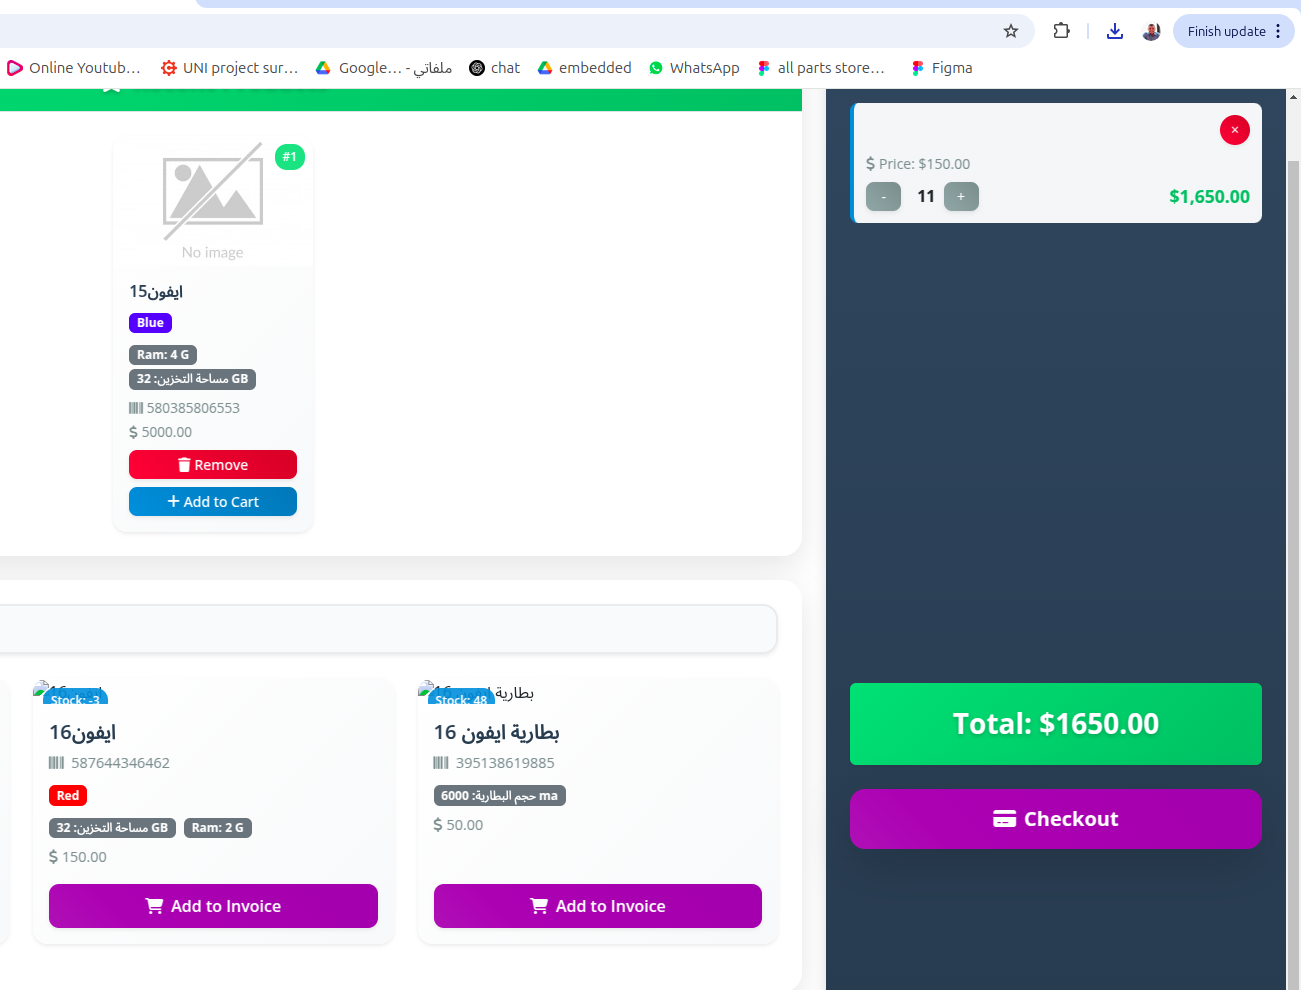 Finish update
Online Youtub...
UNI project sur...
Google... - ملفاتي
chat
embedded
WhatsApp
all parts store...
Figma
#1
No image
ايفون15
Blue
Ram: 4 G
مساحة التخزين: 32 GB
580385806553
$ 5000.00
Remove
+ Add to Cart
Stock: -3
ايفون16
587644346462
Red
مساحة التخزين: 32 GB
Ram: 2 G
$ 150.00
Add to Invoice
بطارية ايفون 16
Stock: 48
بطارية ايفون 16
395138619885
حجم البطارية: 6000 ma
$ 50.00
Add to Invoice
×
$ Price: $150.00
- 11 +
$1,650.00
Total: $1650.00
Checkout